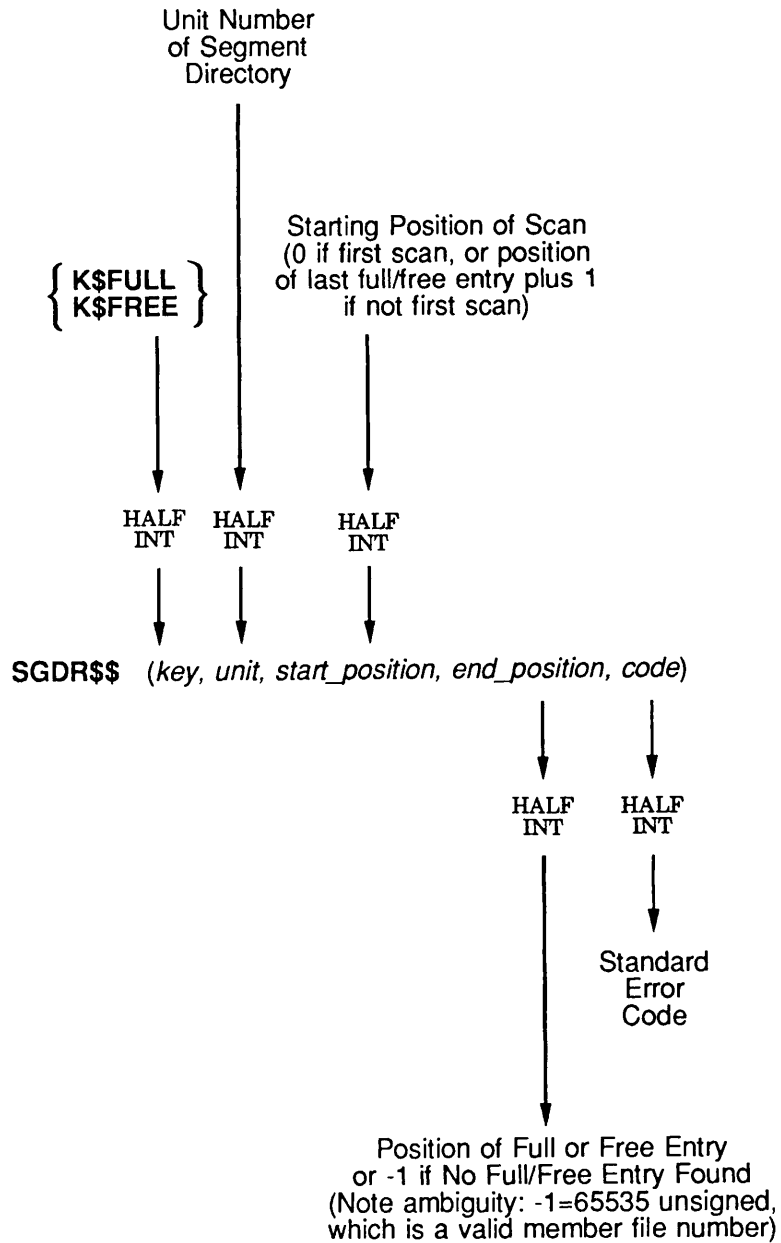 Unit Number
of Segment
Directory
Starting Position of Scan
(0 if first scan, or position
of last full/free entry plus 1
if not first scan)
{ K$FULL
K$FREE }
HALF
INT
HALF
INT
HALF
INT
SGDR$$ (key, unit, start_position, end_position, code)
HALF
INT
HALF
INT
Standard
Error
Code
Position of Full or Free Entry
or -1 if No Full/Free Entry Found
(Note ambiguity: -1=65535 unsigned,
which is a valid member file number)